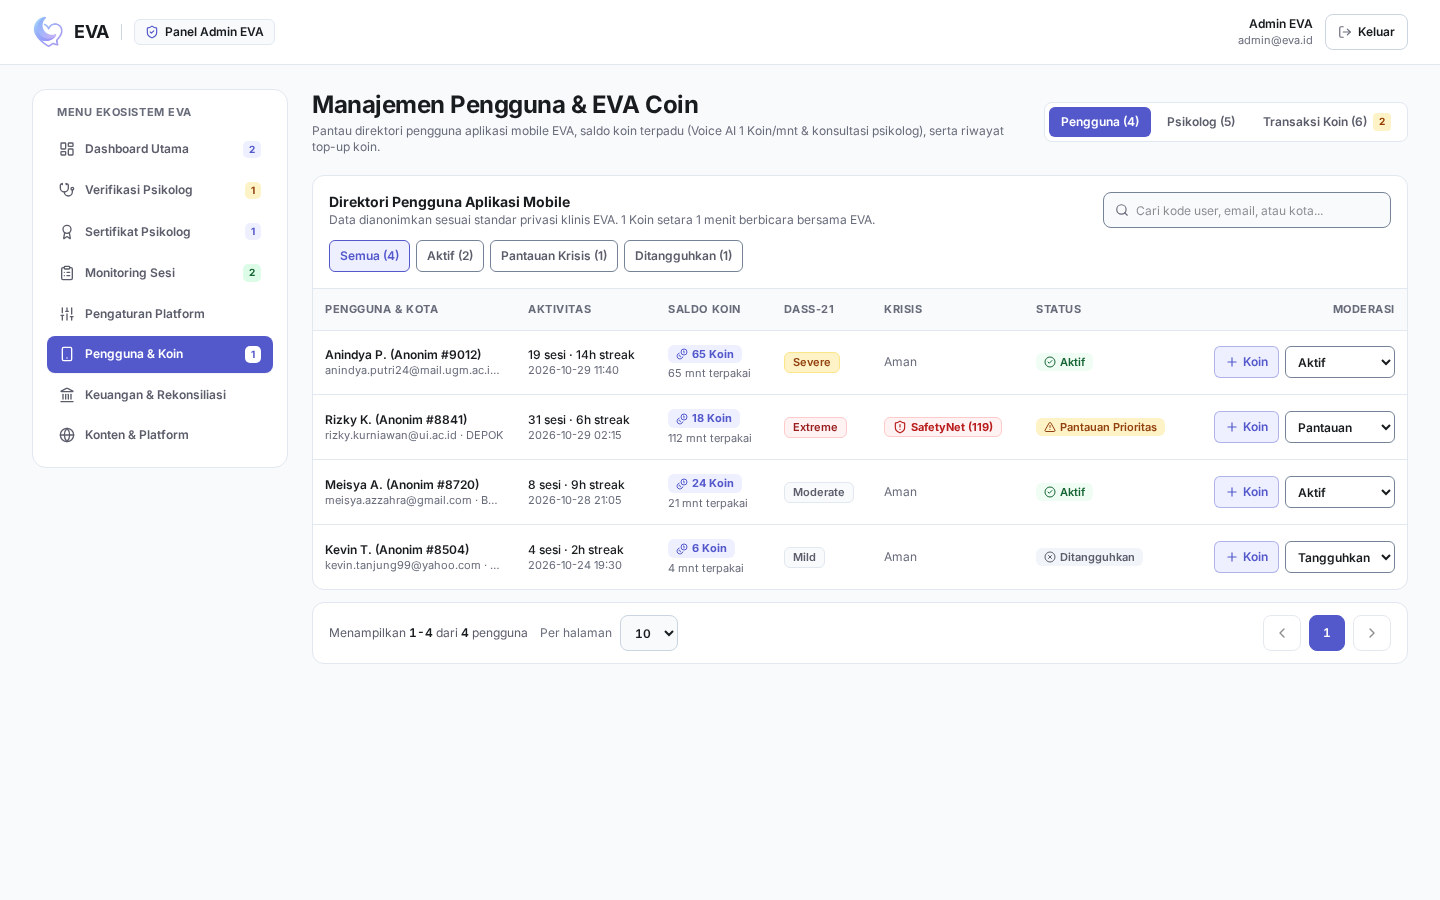 EVA
Panel Admin EVA
Admin EVA
admin@eva.id
Keluar
MENU EKOSISTEM EVA
Dashboard Utama 2
Verifikasi Psikolog 1
Sertifikat Psikolog 1
Monitoring Sesi 2
Pengaturan Platform
Pengguna & Koin 1
Keuangan & Rekonsiliasi
Konten & Platform
Manajemen Pengguna & EVA Coin
Pantau direktori pengguna aplikasi mobile EVA, saldo koin terpadu (Voice AI 1 Koin/mnt & konsultasi psikolog), serta riwayat
top-up koin.
Pengguna (4) Psikolog (5) Transaksi Koin (6) 2
Direktori Pengguna Aplikasi Mobile
Data dianonimkan sesuai standar privasi klinis EVA. 1 Koin setara 1 menit berbicara bersama EVA.
Cari kode user, email, atau kota...
Semua (4) Aktif (2) Pantauan Krisis (1) Ditangguhkan (1)
PENGGUNA & KOTA AKTIVITAS SALDO KOIN DASS-21 KRISIS STATUS MODERASI
Anindya P. (Anonim #9012) 19 sesi · 14h streak 65 Koin Severe Aman Aktif Koin Aktif
anindya.putri24@mail.ugm.ac.i... 2026-10-29 11:40 65 mnt terpakai
Rizky K. (Anonim #8841) 31 sesi · 6h streak 18 Koin Extreme SafetyNet (119) Pantauan Prioritas Koin Pantauan
rizky.kurniawan@ui.ac.id · DEPOK 2026-10-29 02:15 112 mnt terpakai
Meisya A. (Anonim #8720) 8 sesi · 9h streak 24 Koin Moderate Aman Aktif Koin Aktif
meisya.azzahra@gmail.com · B... 2026-10-28 21:05 21 mnt terpakai
Kevin T. (Anonim #8504) 4 sesi · 2h streak 6 Koin Mild Aman Ditangguhkan Koin Tangguhkan
kevin.tanjung99@yahoo.com · ... 2026-10-24 19:30 4 mnt terpakai
Menampilkan 1-4 dari 4 pengguna Per halaman 10 1